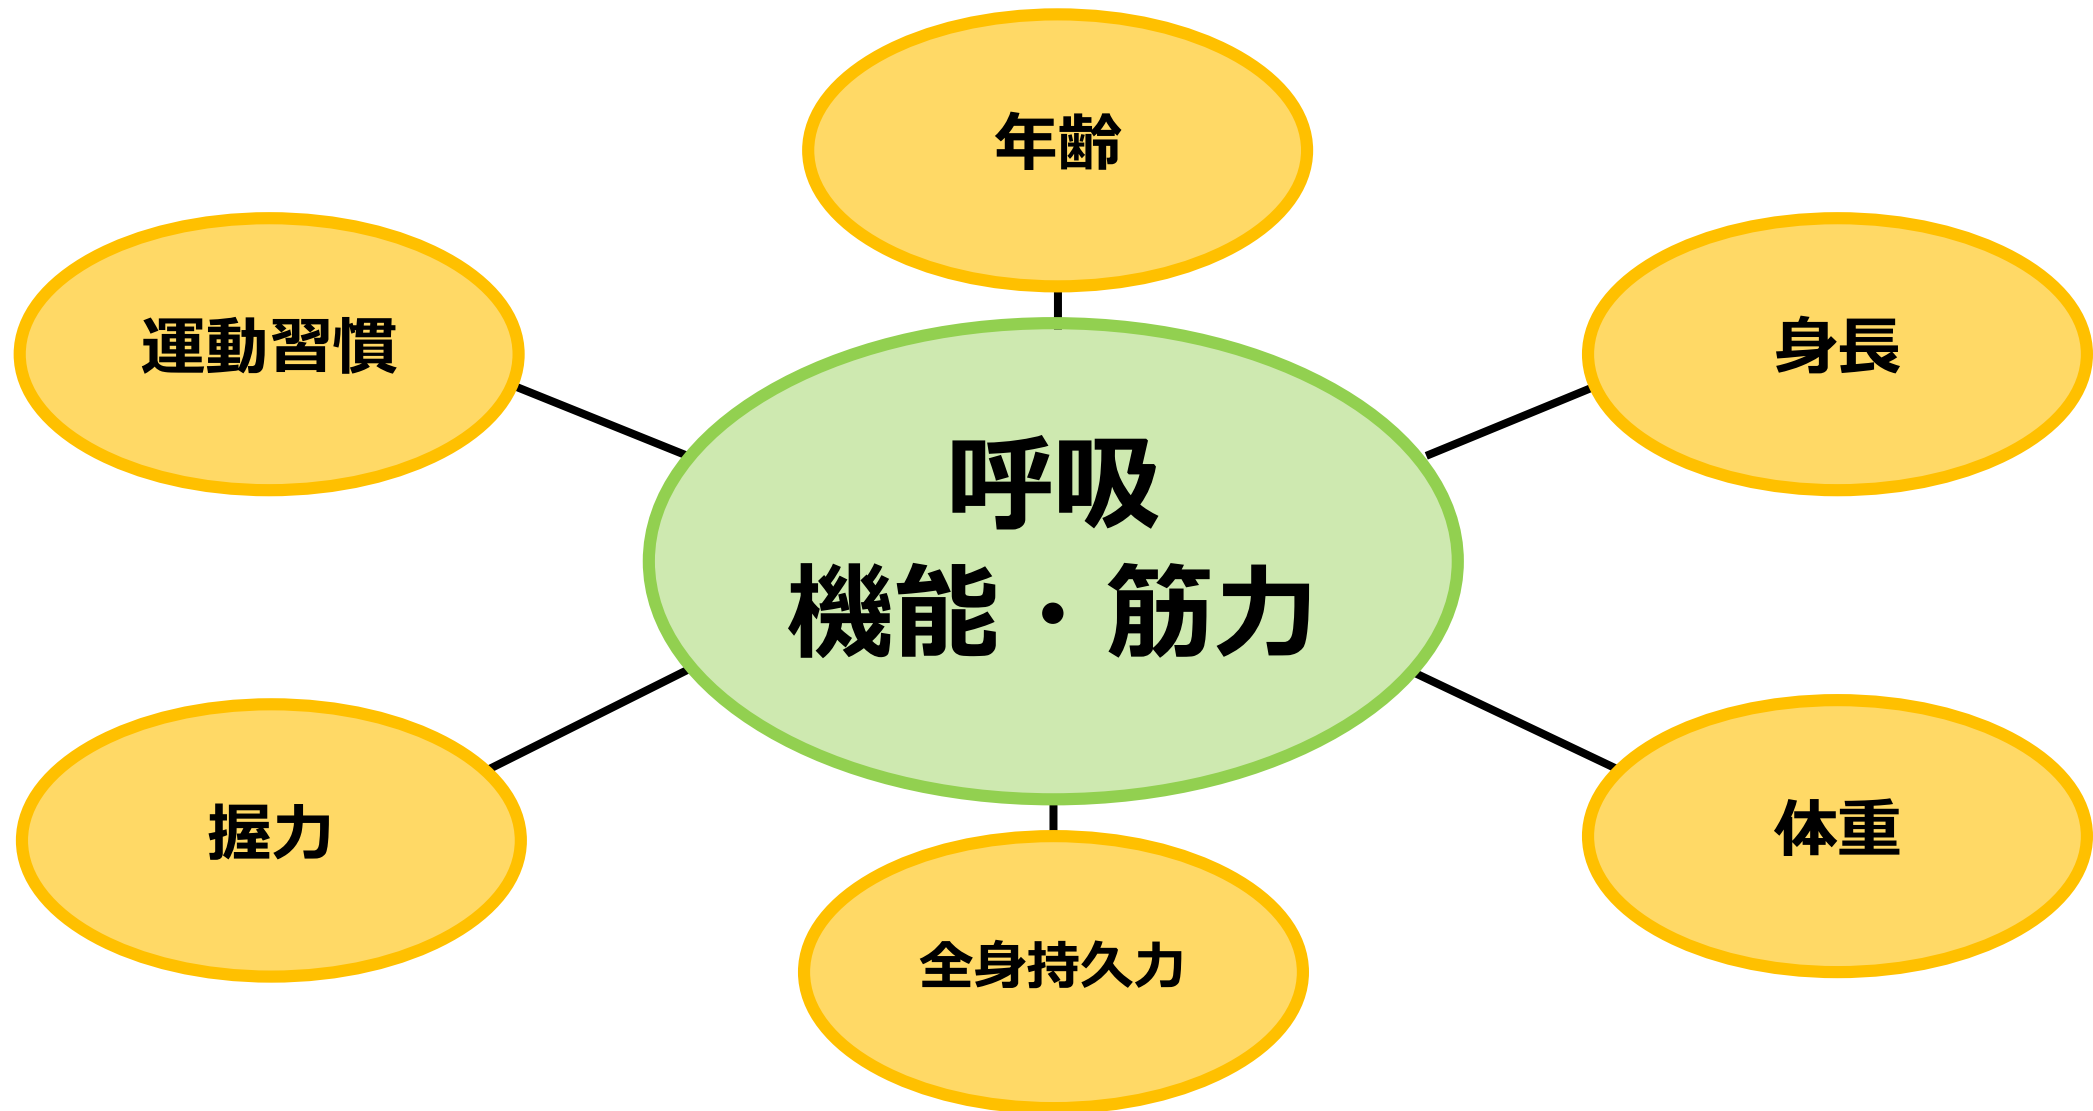 年齢
運動習慣
身長
呼吸
機能・筋力
握力
体重
全身持久力